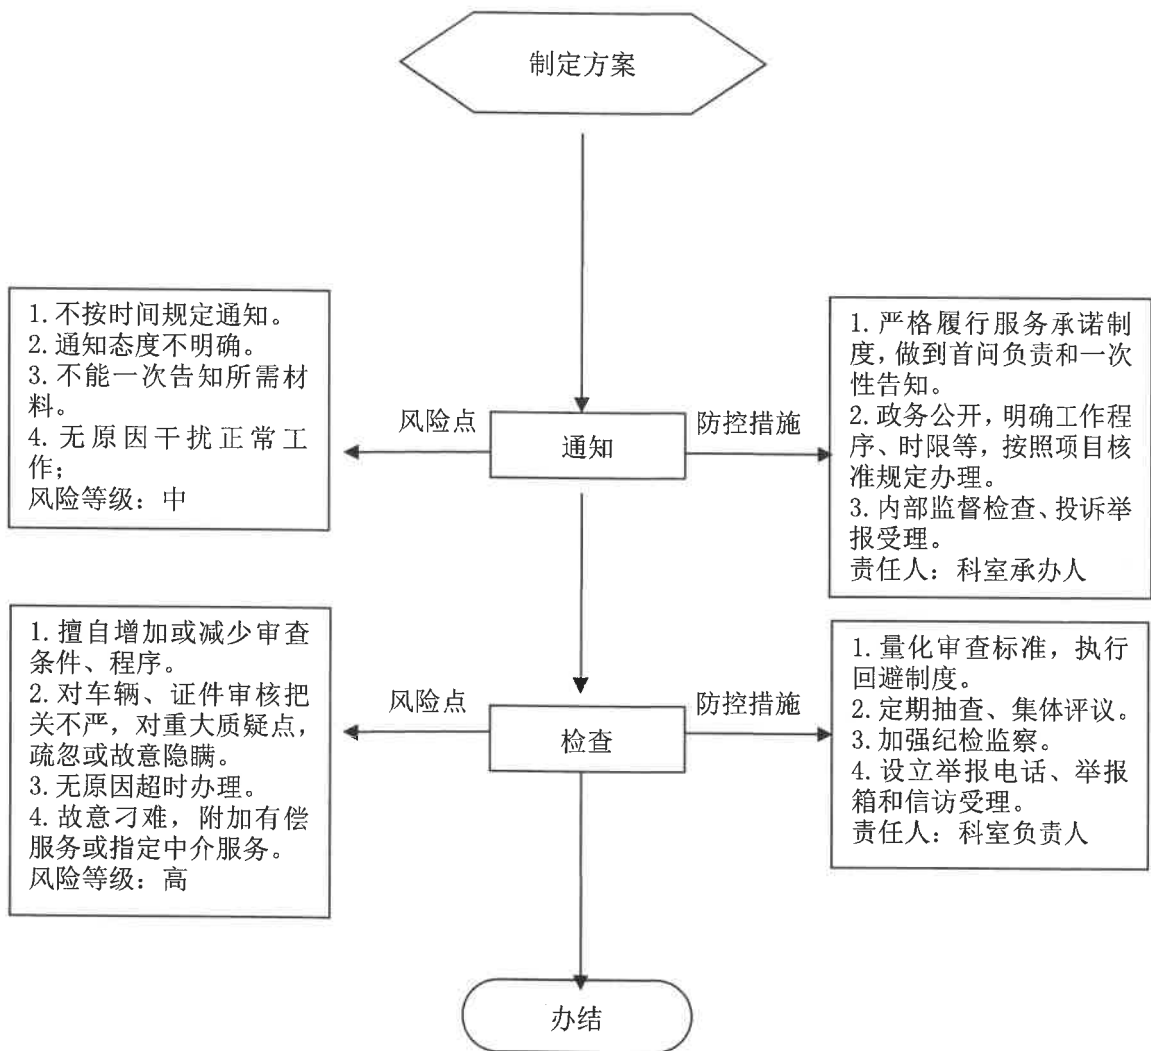 制定方案
1. 不按时间规定通知。
2. 通知态度不明确。
3. 不能一次告知所需材
料。
4. 无原因干扰正常工
作;
风险等级: 中
风险点
通知
防控措施
1. 严格履行服务承诺制
度,做到首问负责和一次
性告知。
2. 政务公开,明确工作程
序、时限等,按照项目核
准规定办理。
3. 内部监督检查、投诉举
报受理。
责任人: 科室承办人
1. 擅自增加或减少审查
条件、程序。
2. 对车辆、证件审核把
关不严,对重大质疑点,
疏忽或故意隐瞒。
3. 无原因超时办理。
4. 故意刁难,附加有偿
服务或指定中介服务。
风险等级: 高
风险点
检查
防控措施
1. 量化审查标准,执行
回避制度。
2. 定期抽查、集体评议。
3. 加强纪检监察。
4. 设立举报电话、举报
箱和信访受理。
责任人: 科室负责人
办结